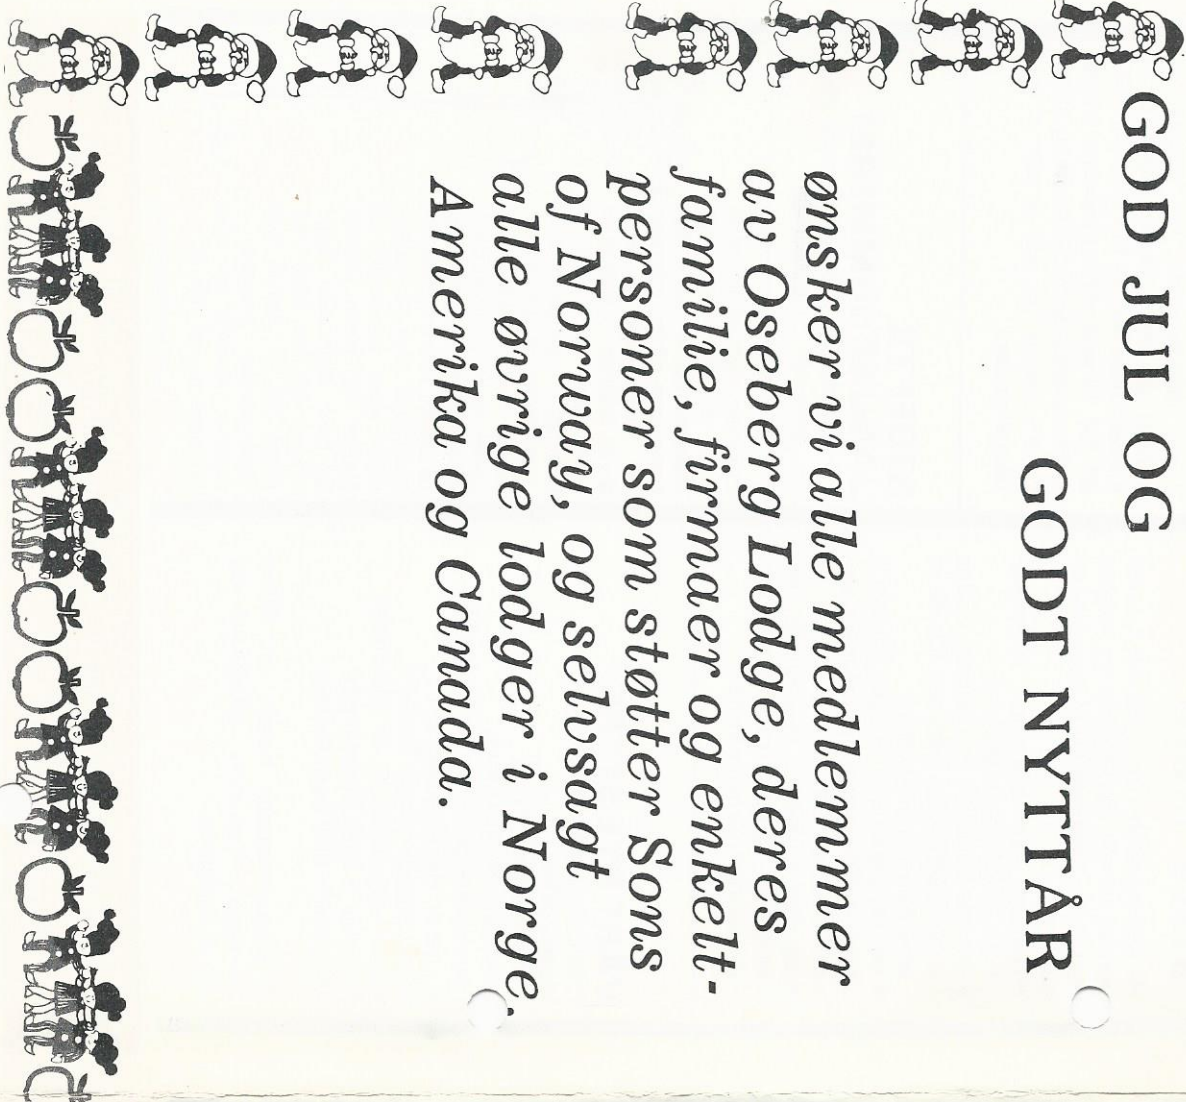 GOD JUL OG
GODT NYTTÅR
ønsker vi alle medlemmer
av Oseberg Lodge, deres
familie, firmaer og enkelt-
personer som støtter Sons
of Norway, og selvsagt
alle øvrige lodger i Norge,
Amerika og Canada.